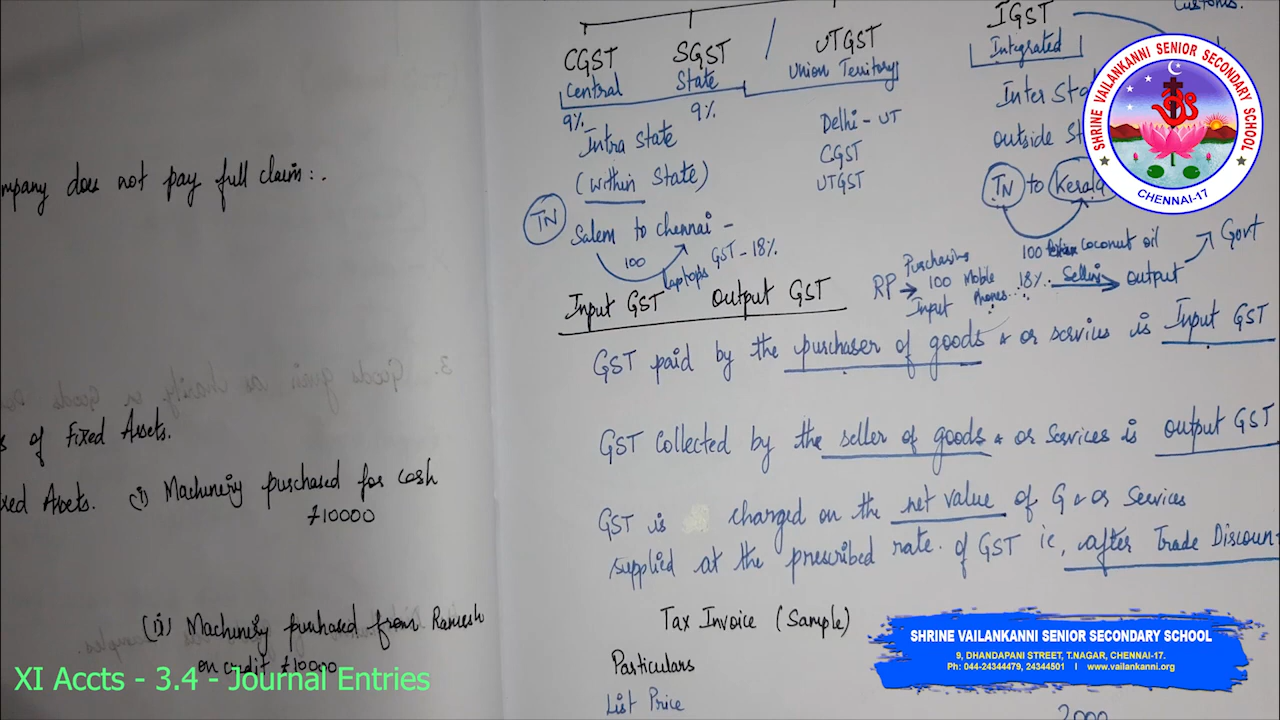 mpany does not pay full claim:.
s of Fixed Assets.
xed Assets. (i) Machinery purchased for cash
₹10000
(ii) Machinery purchased from Ramesh
on credit ₹10000
XI Accts - 3.4 - Journal Entries
CGST SGST / UTGST
Central State Union Territory
9% 9%
Intra State
(within State)
Delhi - UT
CGST
UTGST
IGST
Integrated
Customs.
Inter Sta
outside St
TN to Kerala
100 coconut oil
TN Salem to Chennai -
100 laptops GST - 18%
RP → Purchasing 100 Mobile Phones.. 18% Selling → output Govt
Input
Input GST Output GST
GST paid by the purchaser of goods & or services is Input GST
GST Collected by the seller of goods & or Services is output GST
GST is charged on the net value of G & or Services
supplied at the prescribed rate. of GST ie, after Trade Discoun
Tax Invoice (Sample)
Particulars
List Price
2000
SHRINE VAILANKANNI SENIOR SECONDARY SCHOOL
CHENNAI-17
SHRINE VAILANKANNI SENIOR SECONDARY SCHOOL
9, DHANDAPANI STREET, T.NAGAR, CHENNAI-17.
Ph: 044-24344479, 24344501 I www.vailankanni.org